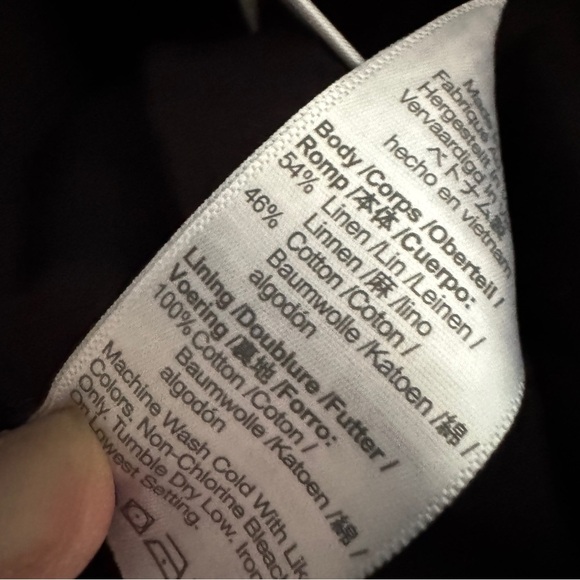 Made
Fabriqué
Hergestellt in
Vervaardigd in
ベトナム製
hecho en vietnam
Body /Corps /Oberteil /
Romp /本体 /Cuerpo:
54% Linen /Lin /Leinen /
Linnen /麻 /lino
46% Cotton /Coton /
Baumwolle /Katoen /綿 /
algodón
Lining /Doublure /Futter /
Voering /裏地 /Forro:
100% Cotton /Coton /
Baumwolle /Katoen /綿 /
algodón
Machine Wash Cold With
Colors. Non-Chlorine Bleach
Only. Tumble Dry Low. Iron
on Lowest Setting.